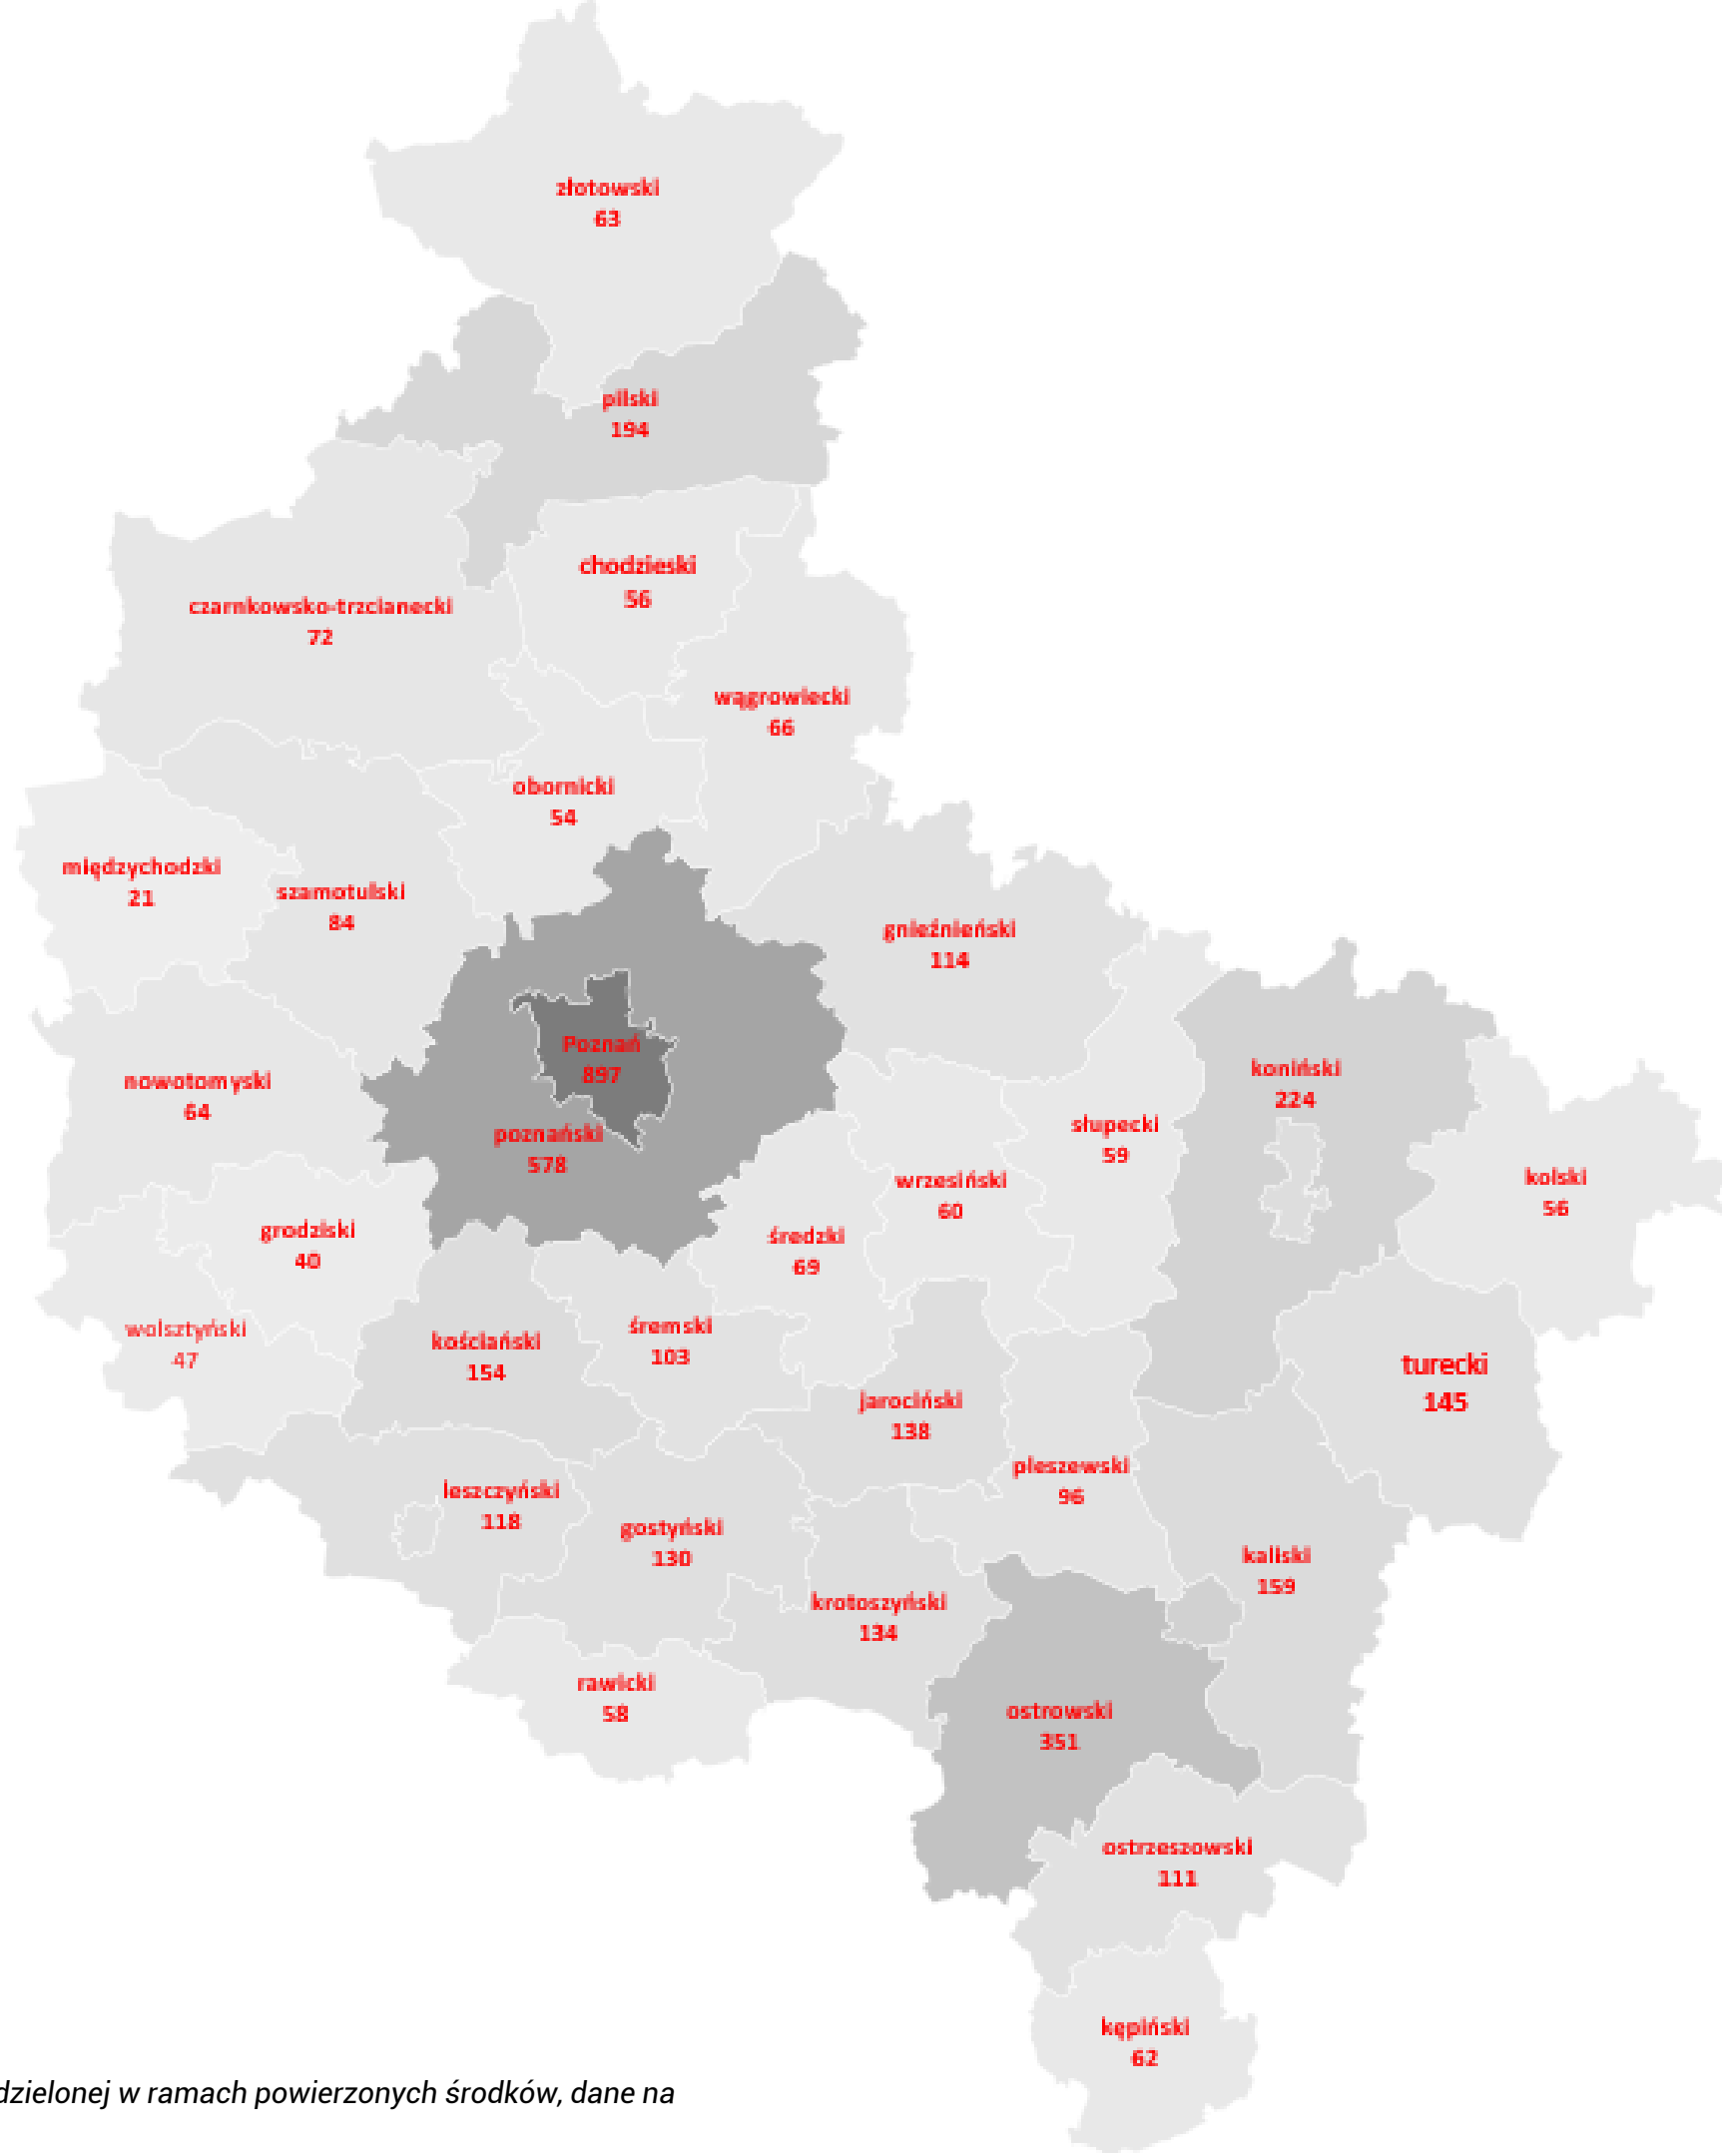 złotowski
63
pilski
194
chodzieski
56
czarnkowsko-trzcianecki
72
wągrowiecki
66
obornicki
54
międzychodzki
21
szamotulski
84
gnieźnieński
114
Poznań
897
poznański
578
nowotomyski
64
koniński
224
słupecki
59
kolski
56
wrzesiński
60
średzki
69
grodziski
40
wolsztyński
47
kościański
154
śremski
103
turecki
145
jarociński
138
pleszewski
96
leszczyński
118
gostyński
130
kaliski
159
krotoszyński
134
rawicki
58
ostrowski
351
ostrzeszowski
111
kępiński
62
dzielonej w ramach powierzonych środków, dane na